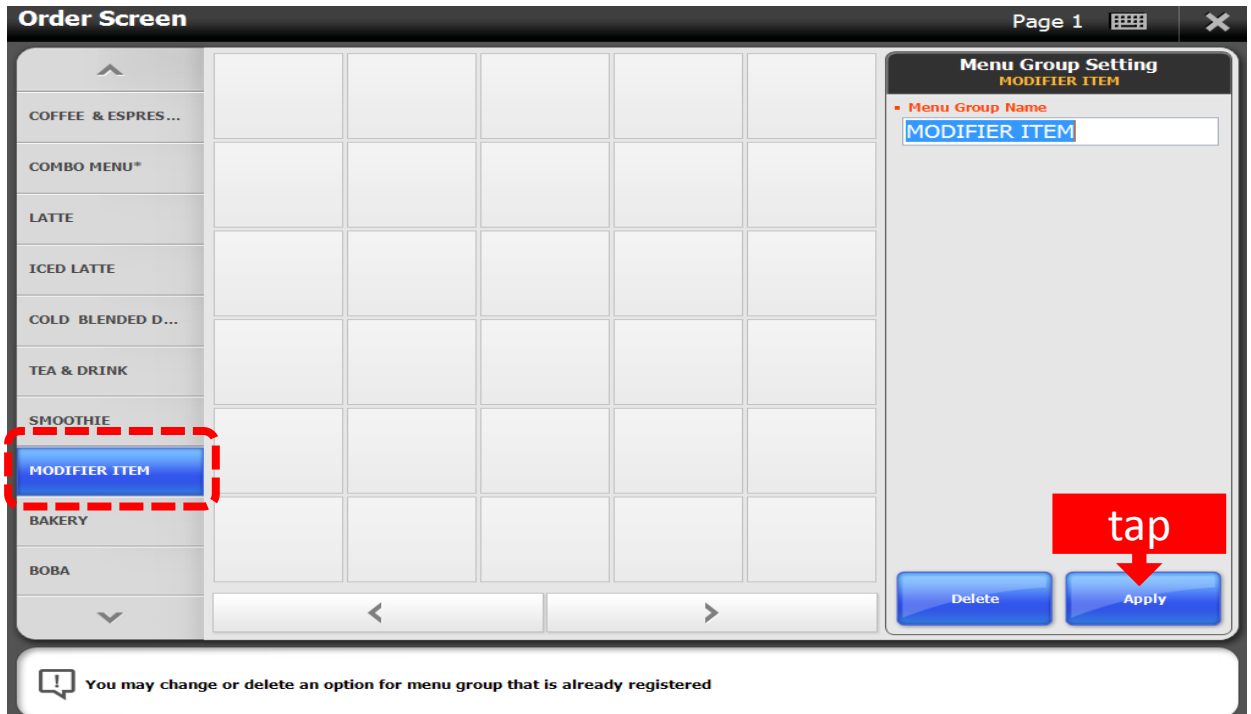 Order Screen
Page 1
COFFEE & ESPRES...
COMBO MENU*
LATTE
ICED LATTE
COLD BLENDED D...
TEA & DRINK
SMOOTHIE
MODIFIER ITEM
BAKERY
BOBA
<
>
Menu Group Setting
MODIFIER ITEM
Menu Group Name
MODIFIER ITEM
tap
Delete
Apply
You may change or delete an option for menu group that is already registered